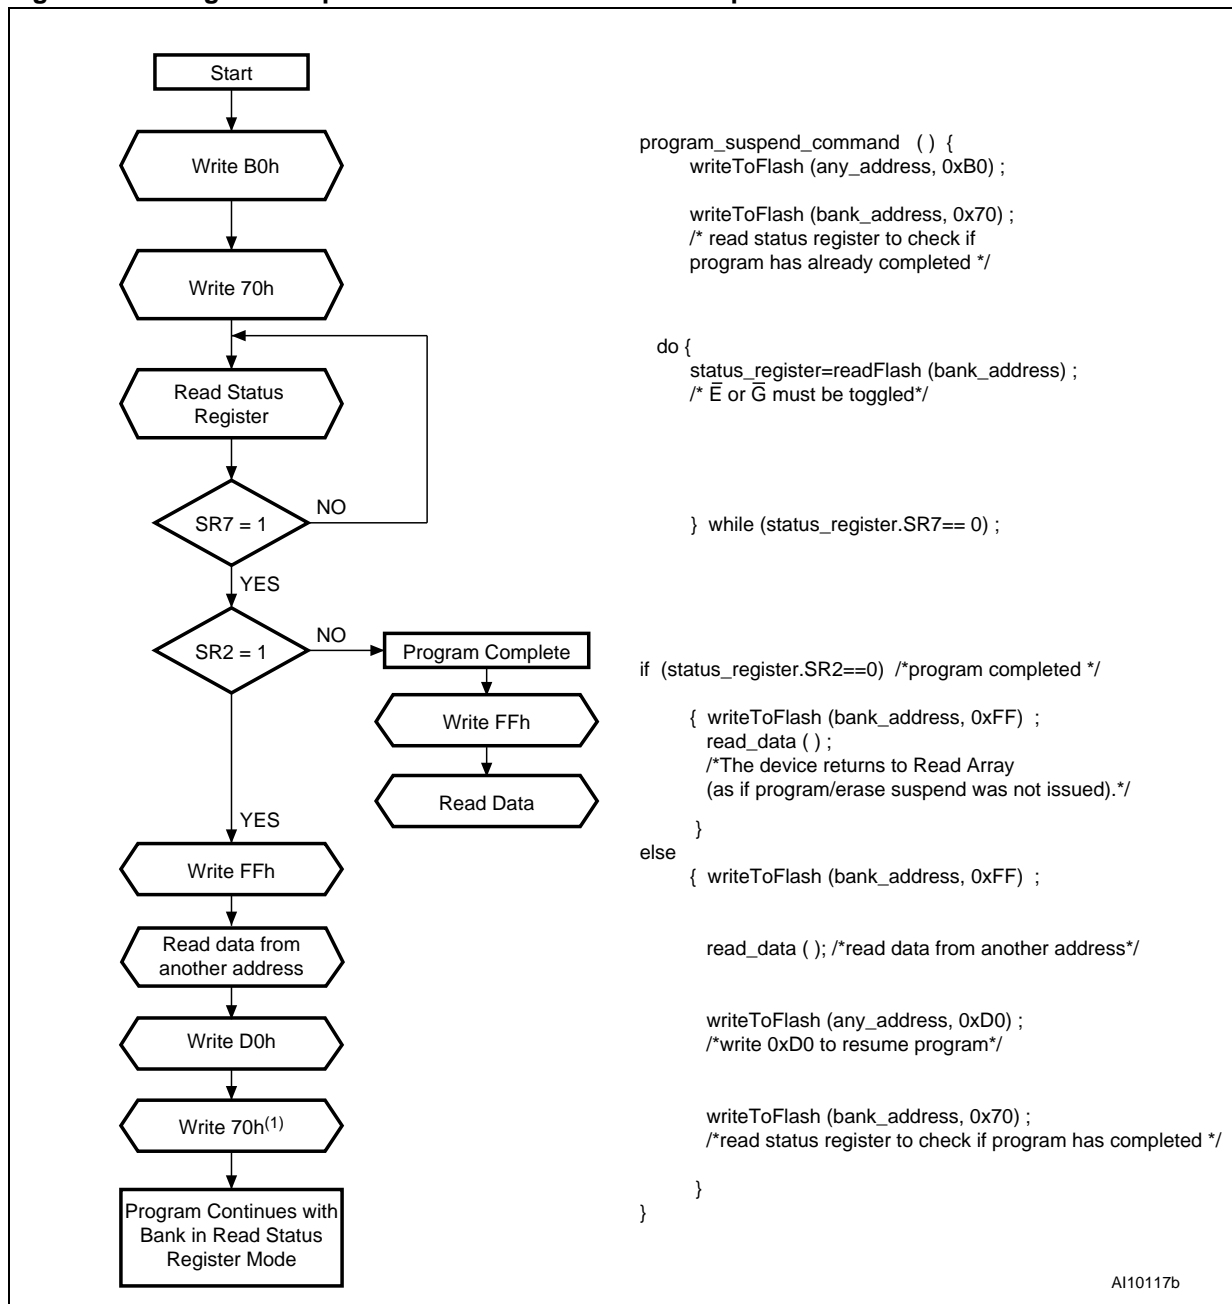 Start
Write B0h
Write 70h
Read Status
Register
SR7 = 1
NO
YES
SR2 = 1
NO
Program Complete
Write FFh
Read Data
YES
Write FFh
Read data from
another address
Write D0h
Write 70h(1)
Program Continues with
Bank in Read Status
Register Mode
program_suspend_command ( ) {
writeToFlash (any_address, 0xB0) ;
writeToFlash (bank_address, 0x70) ;
/* read status register to check if
program has already completed */
do {
status_register=readFlash (bank_address) ;
/* E̅ or G̅ must be toggled*/
} while (status_register.SR7== 0) ;
if (status_register.SR2==0) /*program completed */
{ writeToFlash (bank_address, 0xFF) ;
read_data ( ) ;
/*The device returns to Read Array
(as if program/erase suspend was not issued).*/
}
else
{ writeToFlash (bank_address, 0xFF) ;
read_data ( ); /*read data from another address*/
writeToFlash (any_address, 0xD0) ;
/*write 0xD0 to resume program*/
writeToFlash (bank_address, 0x70) ;
/*read status register to check if program has completed */
}
}
AI10117b